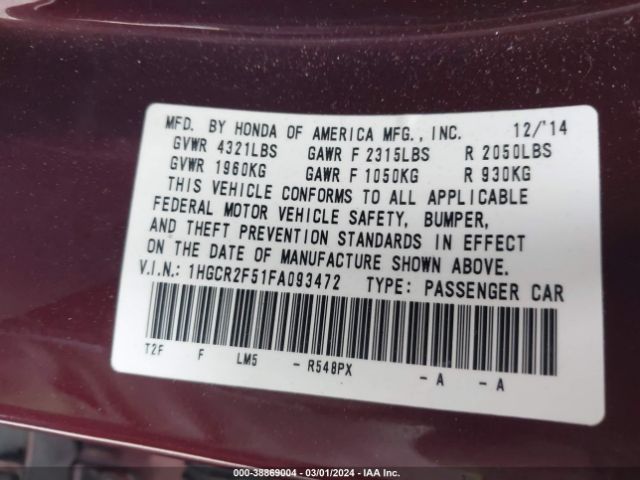 MFD. BY HONDA OF AMERICA MFG., INC. 12/'14
GVWR 4321LBS GAWR F 2315LBS R 2050LBS
GVWR 1960KG GAWR F 1050KG R 930KG
THIS VEHICLE CONFORMS TO ALL APPLICABLE
FEDERAL MOTOR VEHICLE SAFETY, BUMPER,
AND THEFT PREVENTION STANDARDS IN EFFECT
ON THE DATE OF MANUFACTURE SHOWN ABOVE.
V.I.N.: 1HGCR2F51FA093472 TYPE: PASSENGER CAR
T2F F LM5 - R548PX - A - A
000-38869004 - 03/01/2024 - IAA Inc.